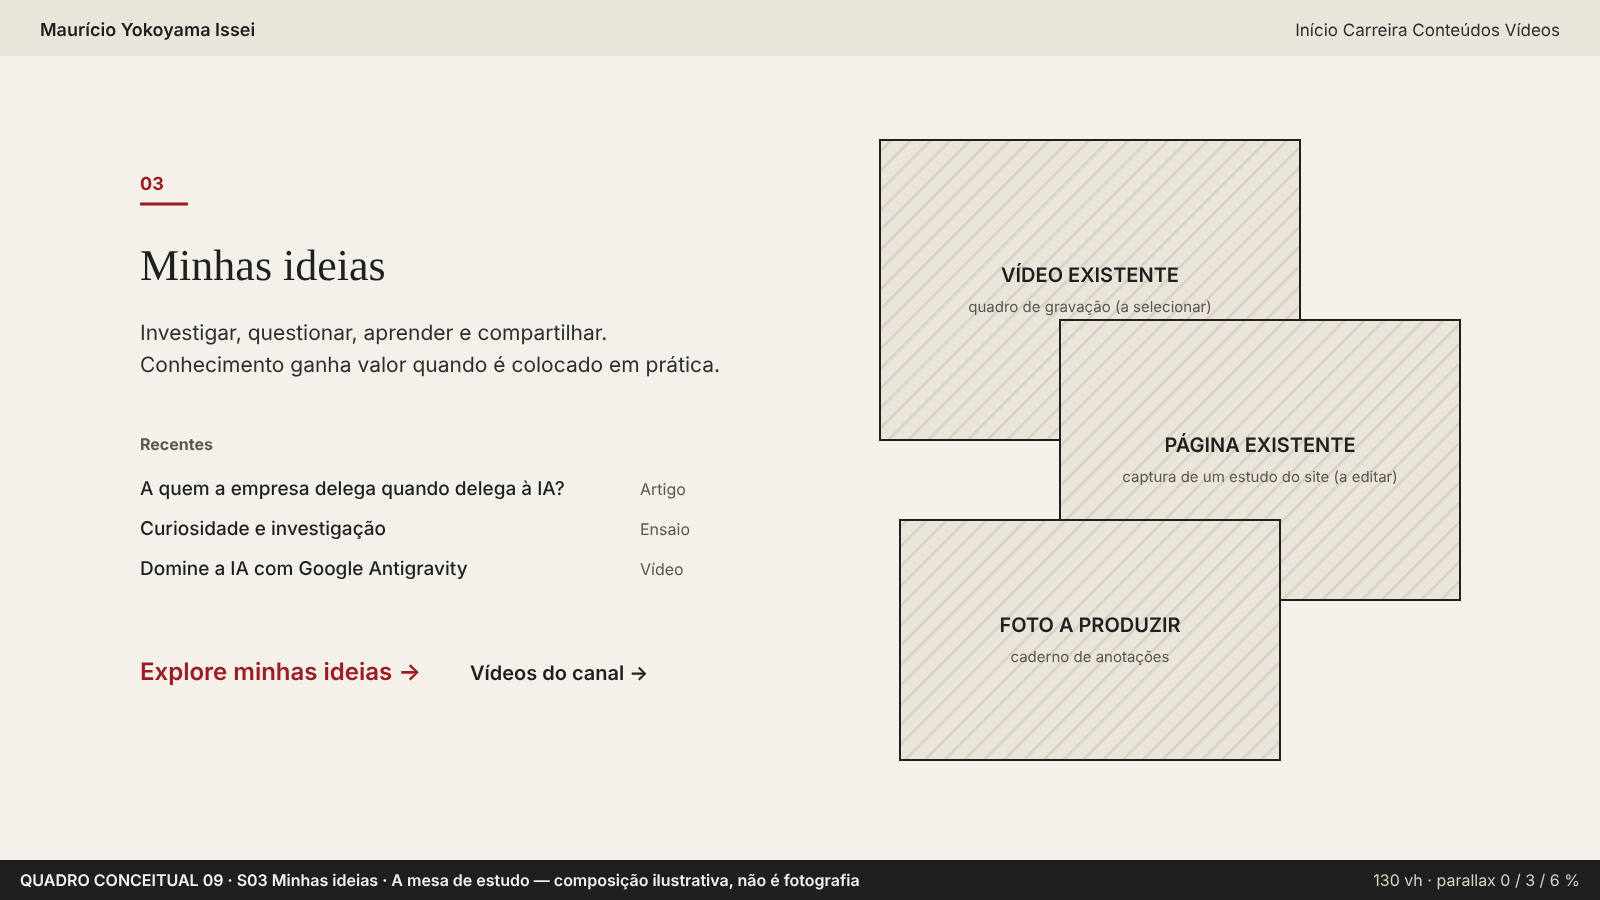 Maurício Yokoyama Issei
Início Carreira Conteúdos Vídeos
03
Minhas ideias
Investigar, questionar, aprender e compartilhar.
Conhecimento ganha valor quando é colocado em prática.
Recentes
A quem a empresa delega quando delega à IA? Artigo
Curiosidade e investigação Ensaio
Domine a IA com Google Antigravity Vídeo
Explore minhas ideias → Vídeos do canal →
VÍDEO EXISTENTE
quadro de gravação (a selecionar)
PÁGINA EXISTENTE
captura de um estudo do site (a editar)
FOTO A PRODUZIR
caderno de anotações
QUADRO CONCEITUAL 09 · S03 Minhas ideias · A mesa de estudo — composição ilustrativa, não é fotografia
130 vh · parallax 0 / 3 / 6 %